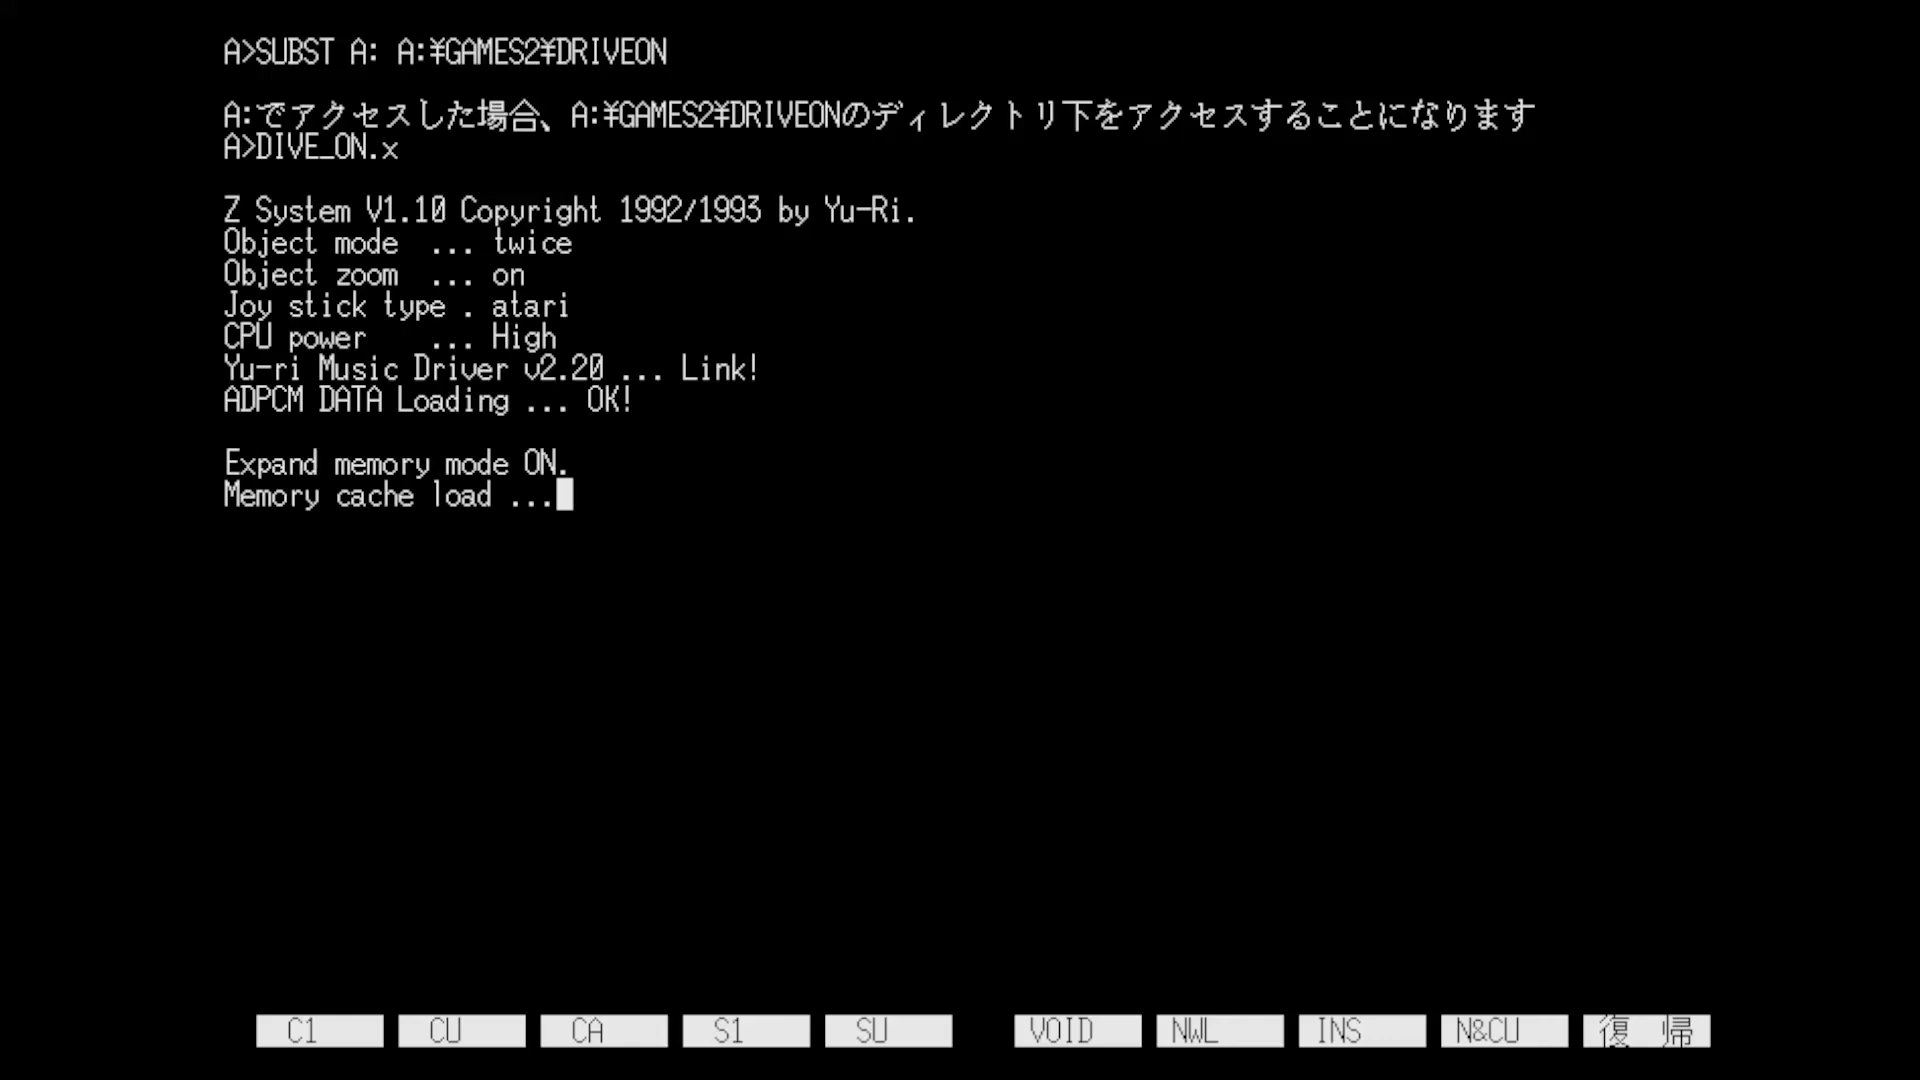 A>SUBST A: A:¥GAMES2¥DRIVEON
A:でアクセスした場合、A:¥GAMES2¥DRIVEONのディレクトリ下をアクセスすることになります
A>DIVE_ON.x
Z System V1.10 Copyright 1992/1993 by Yu-Ri.
Object mode  ... twice
Object zoom  ... on
Joy stick type . atari
CPU power    ... High
Yu-ri Music Driver v2.20 ... Link!
ADPCM DATA Loading ... OK!
Expand memory mode ON.
Memory cache load ...
C1 CU CA S1 SU VOID NWL INS N&CU 復 帰